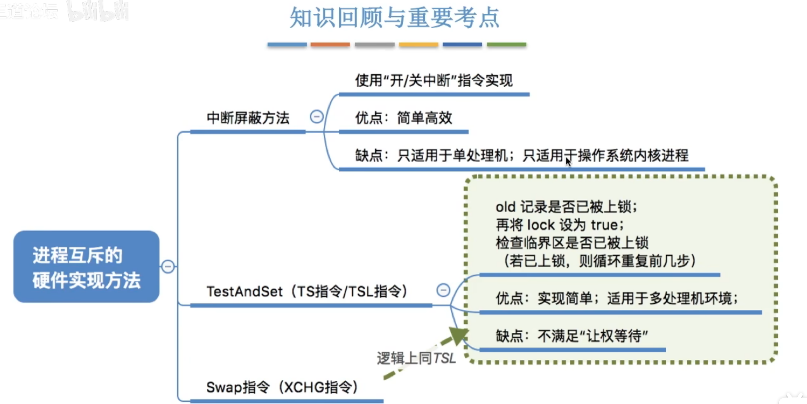 知识回顾与重要考点
使用“开/关中断”指令实现
中断屏蔽方法
优点：简单高效
缺点：只适用于单处理机；只适用于操作系统内核进程
old 记录是否已被上锁；
再将 lock 设为 true；
检查临界区是否已被上锁
（若已上锁，则循环重复前几步）
进程互斥的
硬件实现方法
TestAndSet（TS指令/TSL指令）
优点：实现简单；适用于多处理机环境；
缺点：不满足“让权等待”
逻辑上同TSL
Swap指令（XCHG指令）